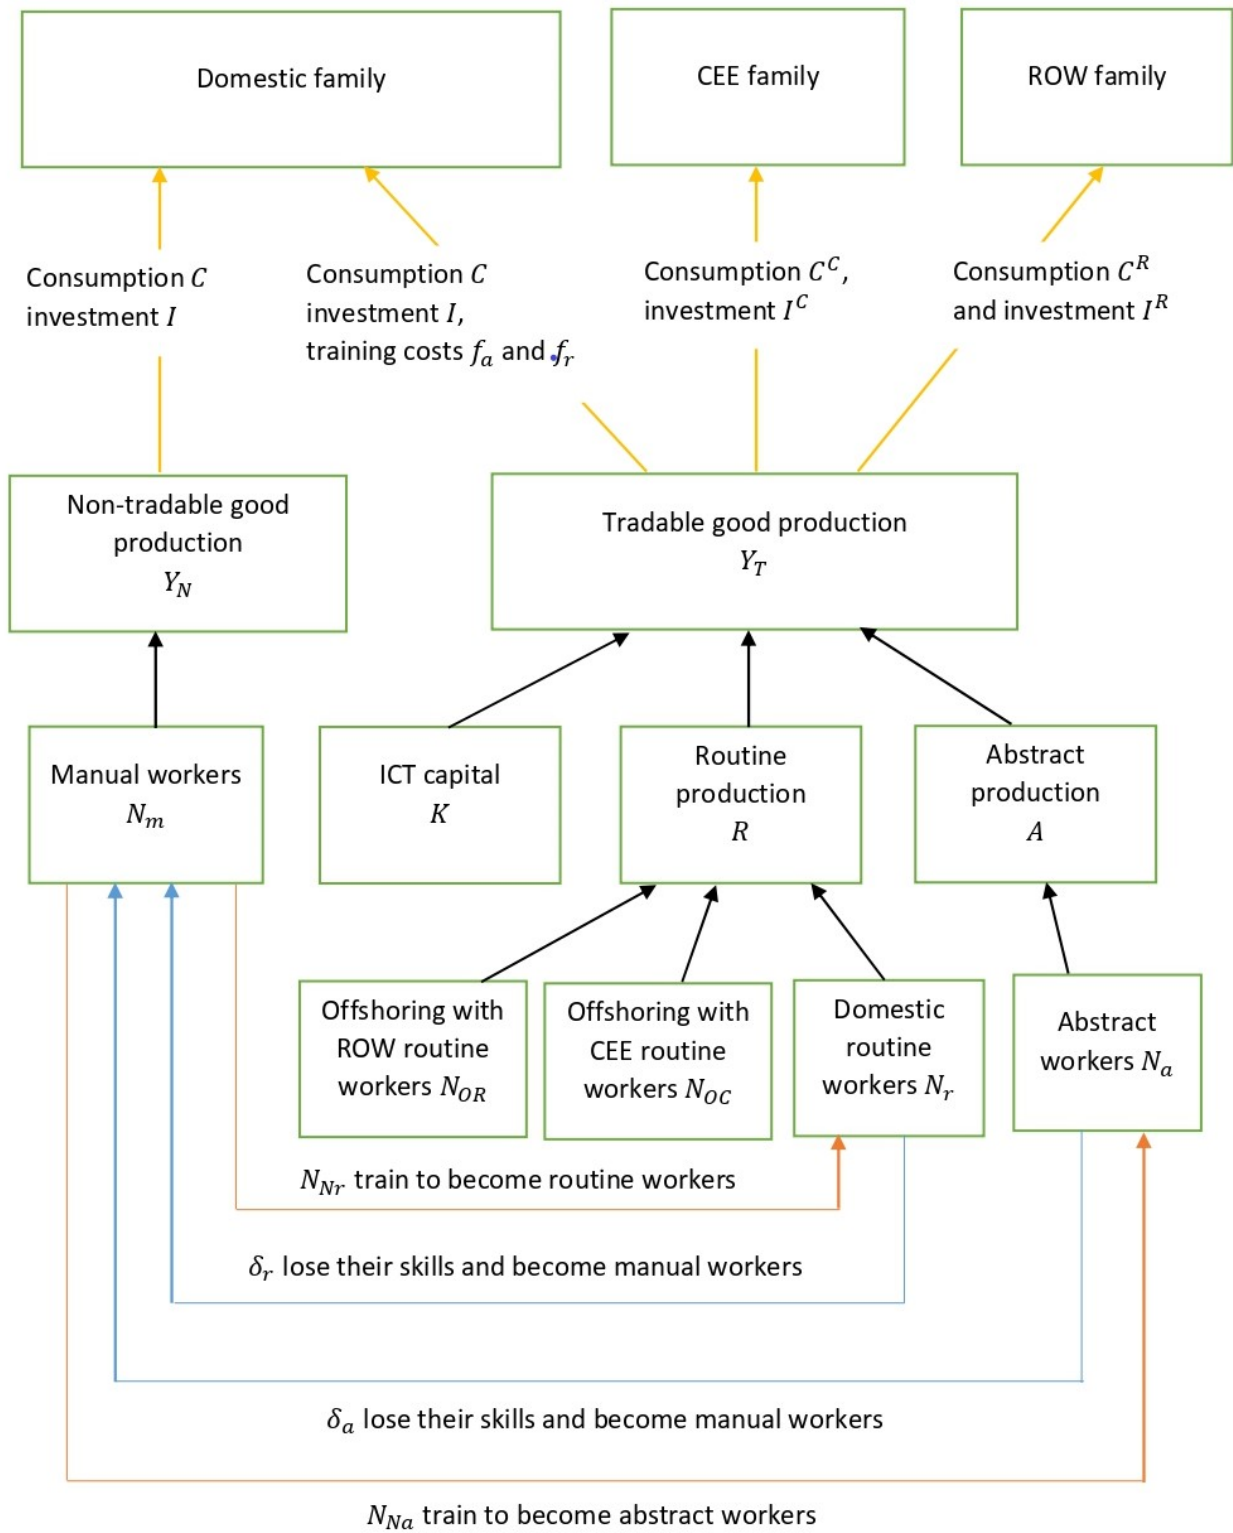 Domestic family
CEE family
ROW family
Consumption C
investment I
Consumption C
investment I,
training costs f_a and f_r
Consumption C^C,
investment I^C
Consumption C^R
and investment I^R
Non-tradable good
production
Y_N
Tradable good production
Y_T
Manual workers
N_m
ICT capital
K
Routine
production
R
Abstract
production
A
Offshoring with
ROW routine
workers N_OR
Offshoring with
CEE routine
workers N_OC
Domestic
routine
workers N_r
Abstract
workers N_a
N_Nr train to become routine workers
δ_r lose their skills and become manual workers
δ_a lose their skills and become manual workers
N_Na train to become abstract workers